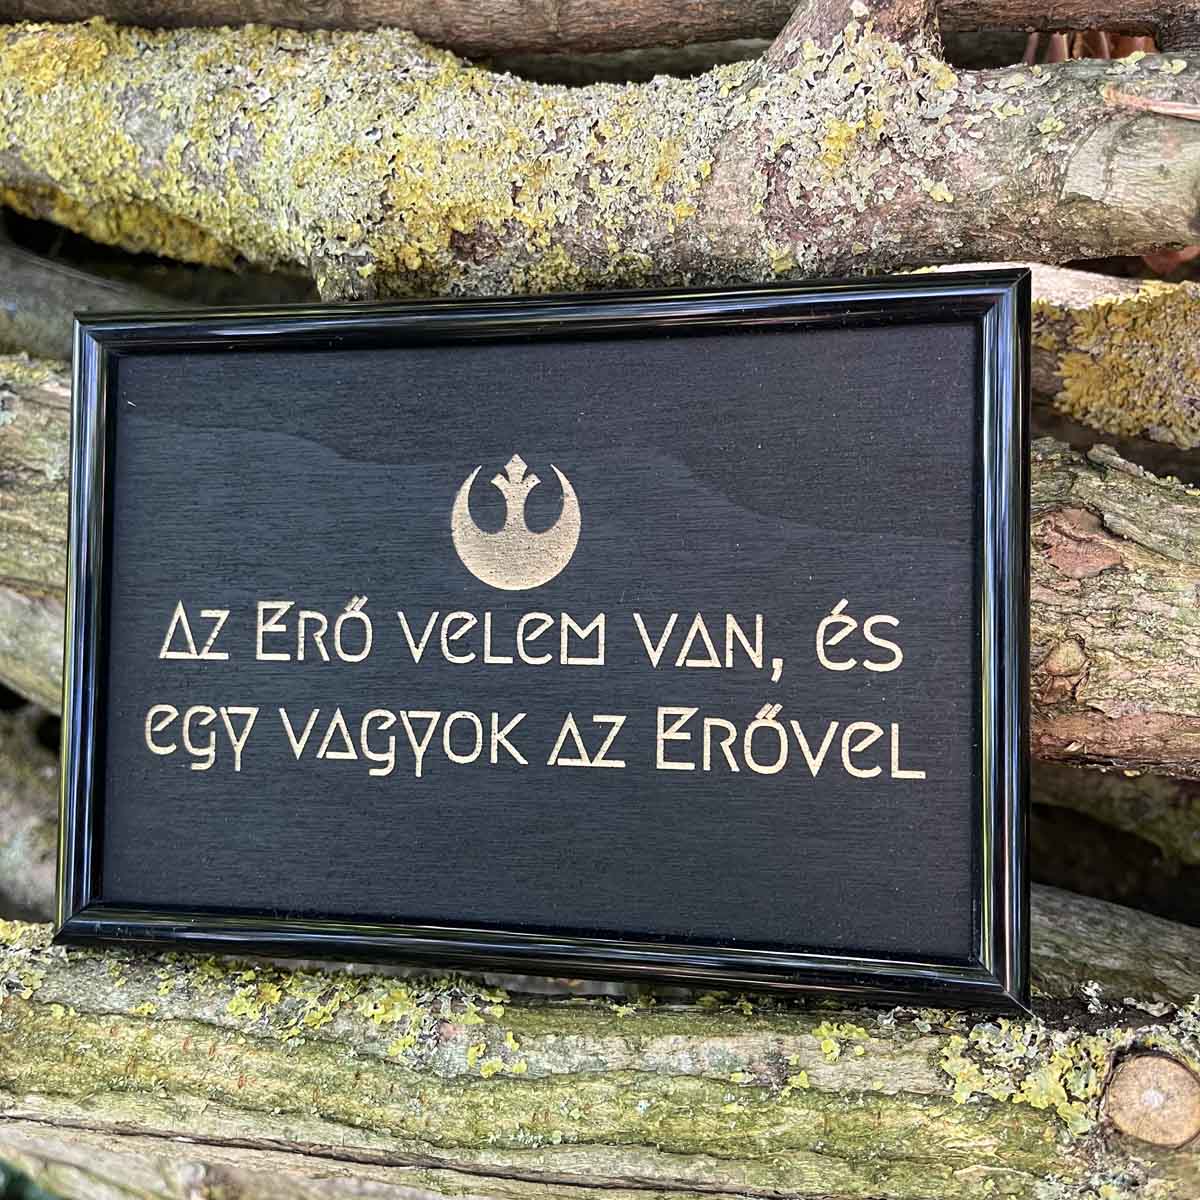 Az Erő velem van, és
egy vagyok az Erővel